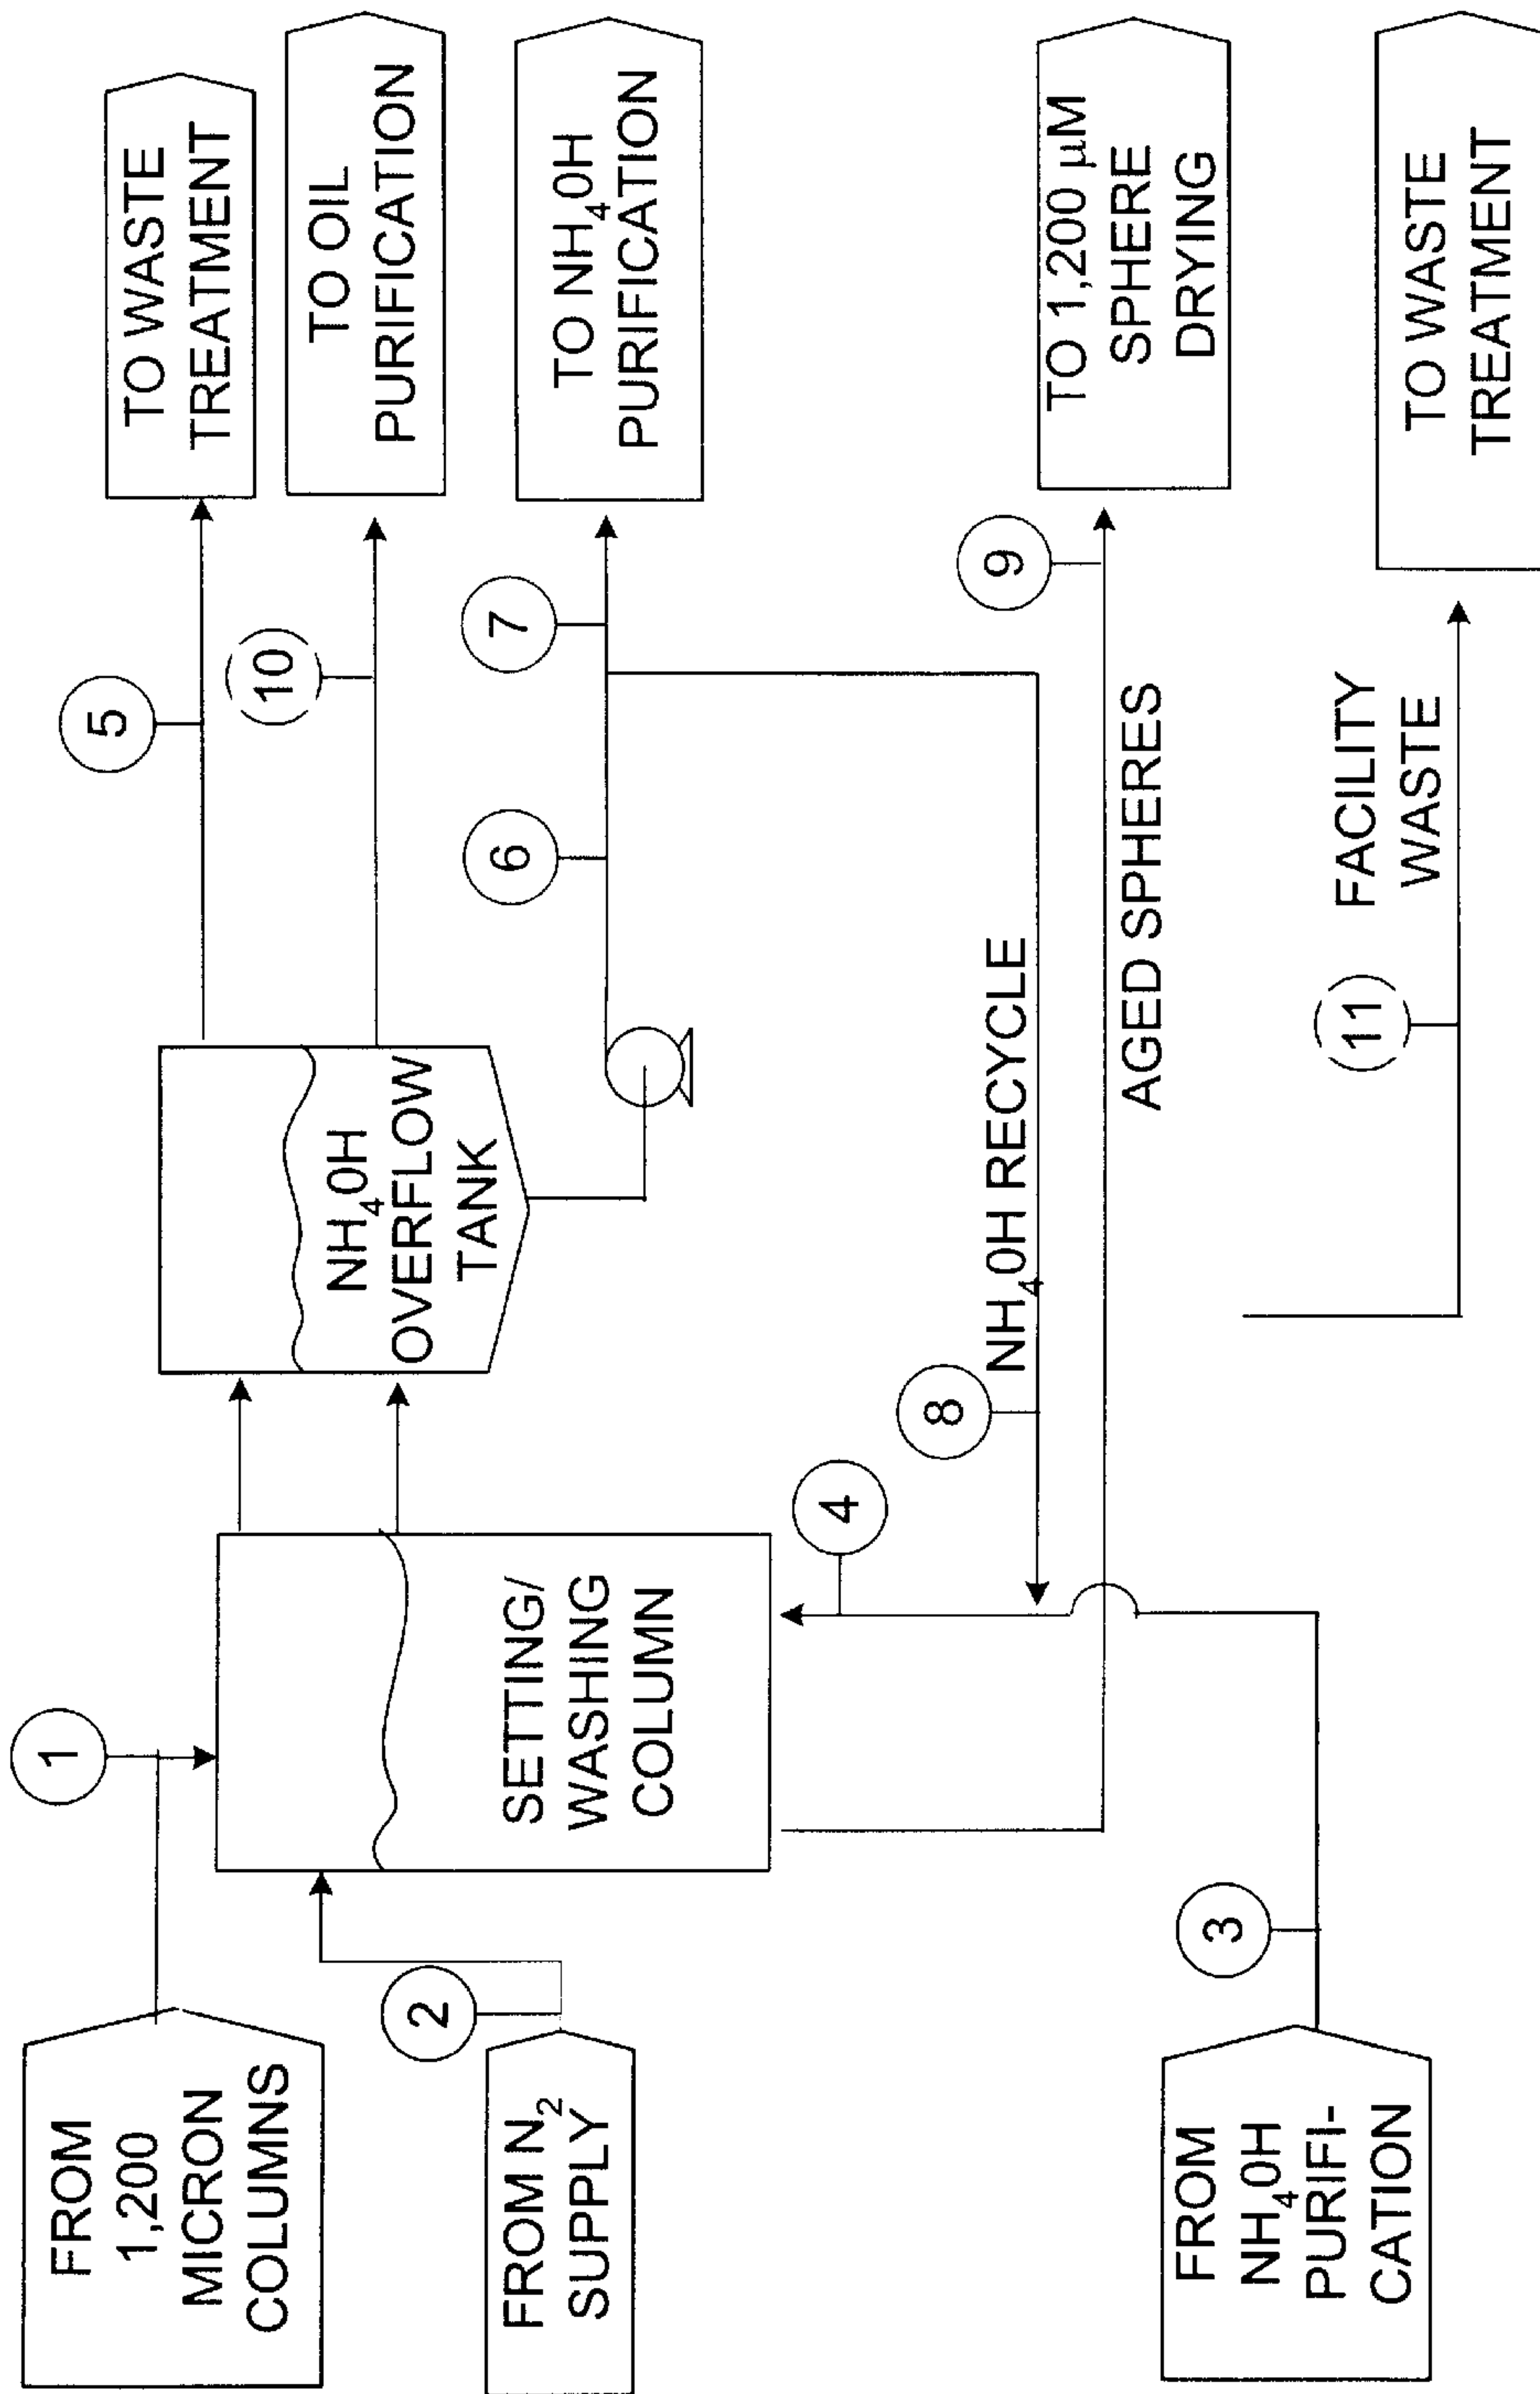 FROM
1,200
MICRON
COLUMNS
1
FROM N₂
SUPPLY
2
FROM
NH₄0H
PURIFI-
CATION
3
SETTING/
WASHING
COLUMN
4
NH₄0H
OVERFLOW
TANK
5
TO WASTE
TREATMENT
10
TO OIL
PURIFICATION
6
7
TO NH₄0H
PURIFICATION
8
NH₄0H RECYCLE
9
AGED SPHERES
TO 1,200 μM
SPHERE
DRYING
11
FACILITY
WASTE
TO WASTE
TREATMENT